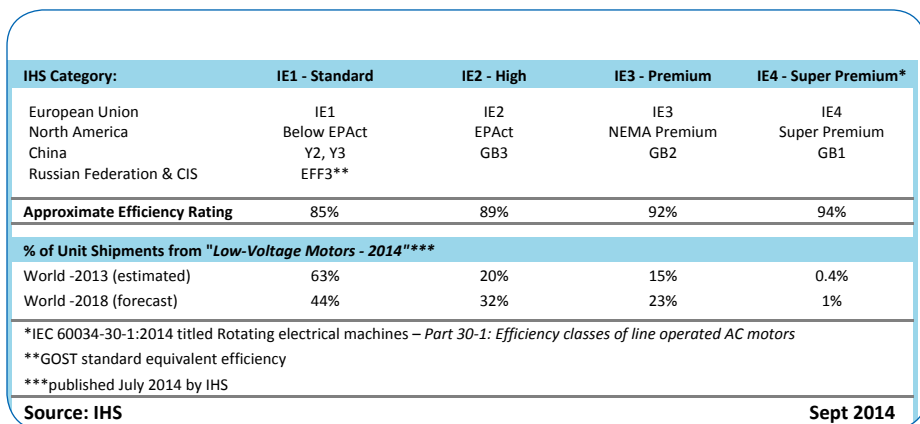 IHS Category: IE1 - Standard IE2 - High IE3 - Premium IE4 - Super Premium*
European Union IE1 IE2 IE3 IE4
North America Below EPAct EPAct NEMA Premium Super Premium
China Y2, Y3 GB3 GB2 GB1
Russian Federation & CIS EFF3**
Approximate Efficiency Rating 85% 89% 92% 94%
% of Unit Shipments from "Low-Voltage Motors - 2014"***
World -2013 (estimated) 63% 20% 15% 0.4%
World -2018 (forecast) 44% 32% 23% 1%
*IEC 60034-30-1:2014 titled Rotating electrical machines – Part 30-1: Efficiency classes of line operated AC motors
**GOST standard equivalent efficiency
***published July 2014 by IHS
Source: IHS Sept 2014